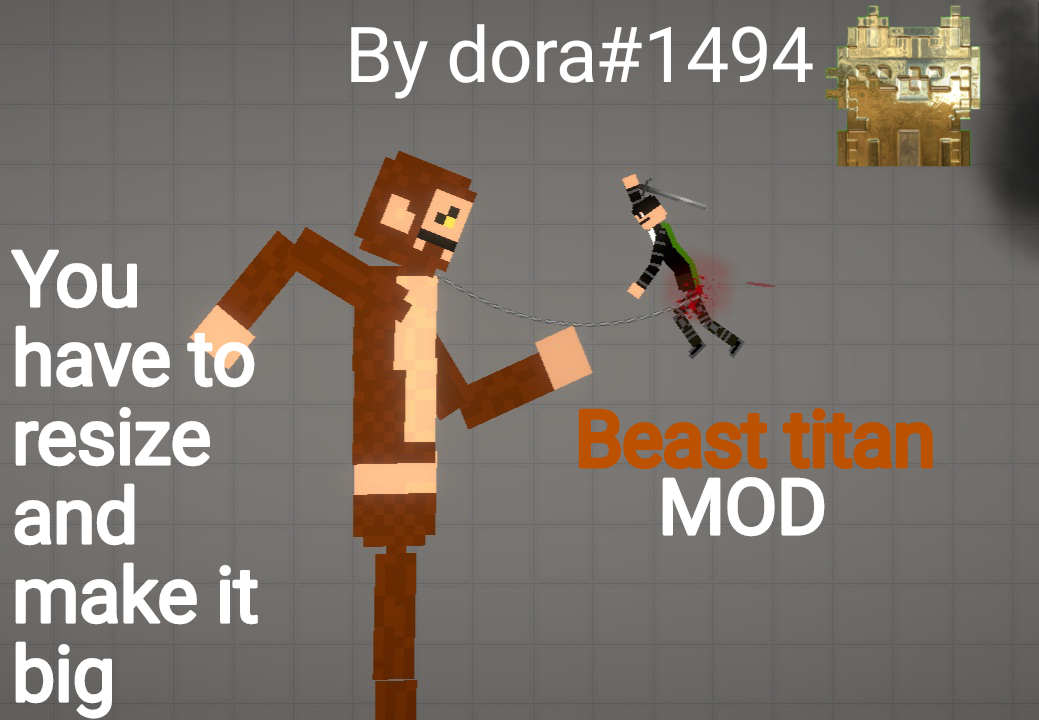 By dora#1494
You
have to
resize
and
make it
big
Beast titan
MOD